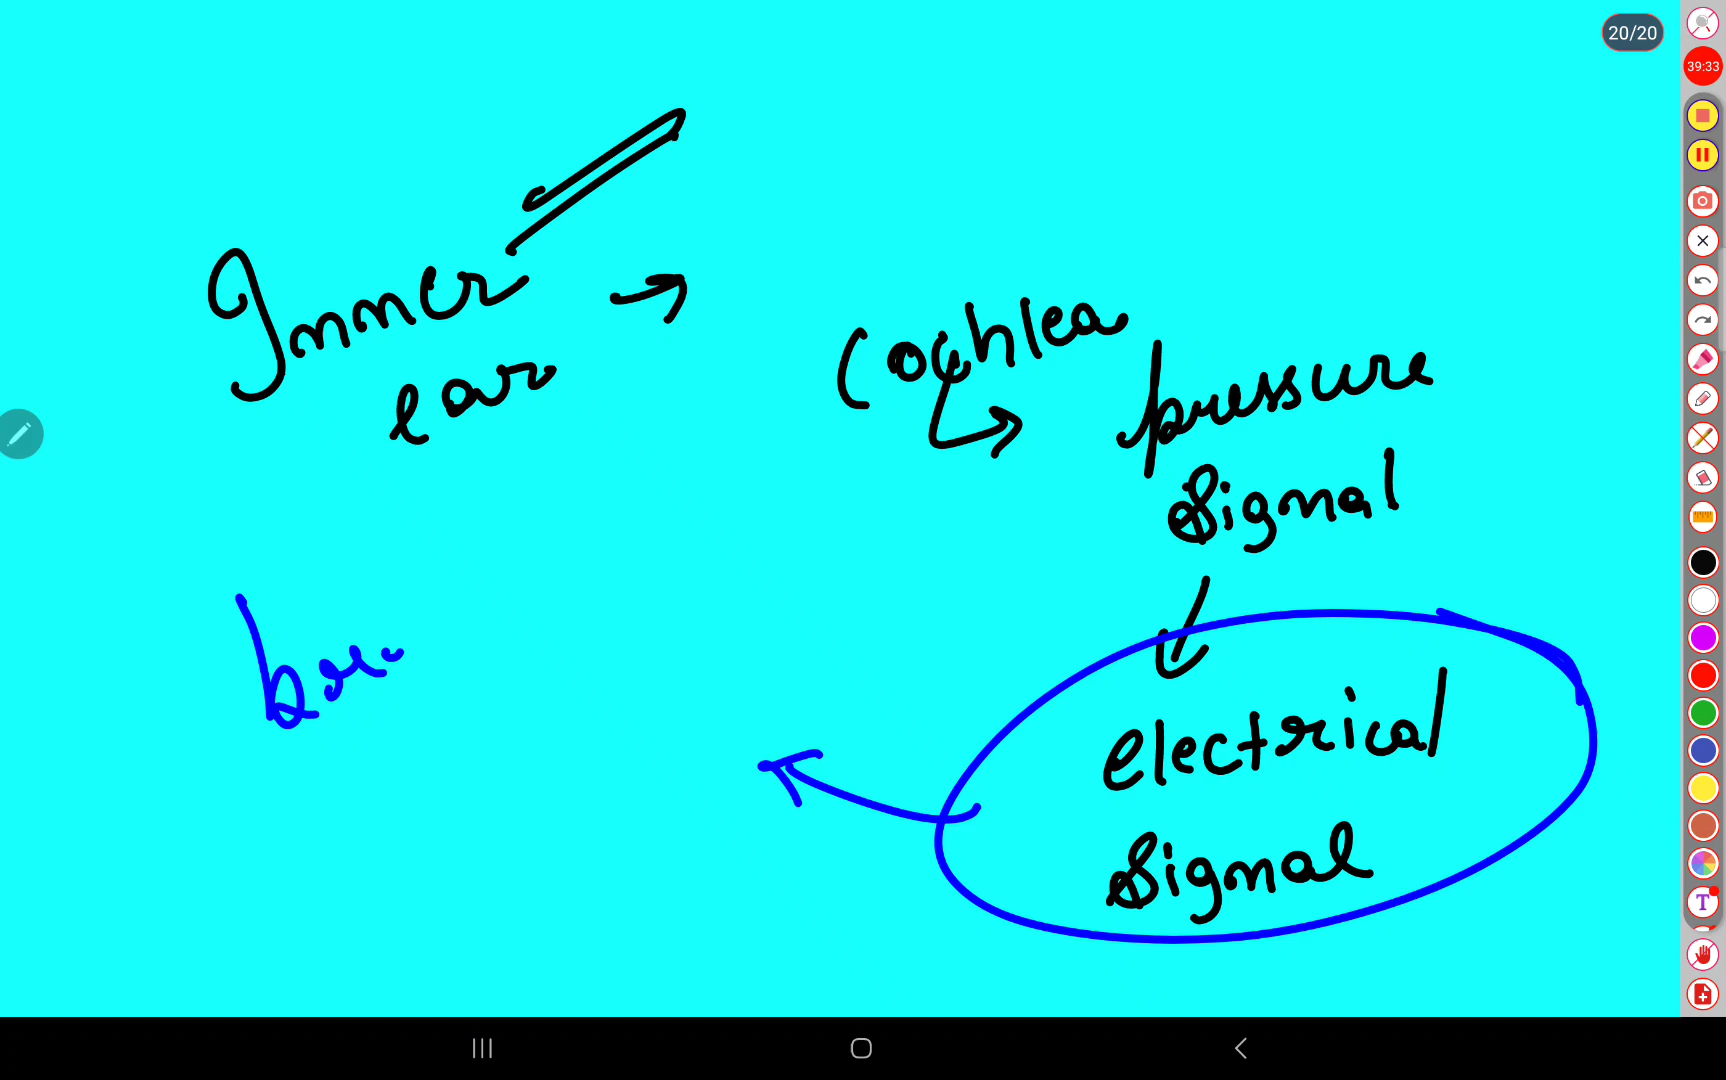 20/20
39:33
Inner
ear
Cochlea
pressure
Signal
electrical
Signal
T